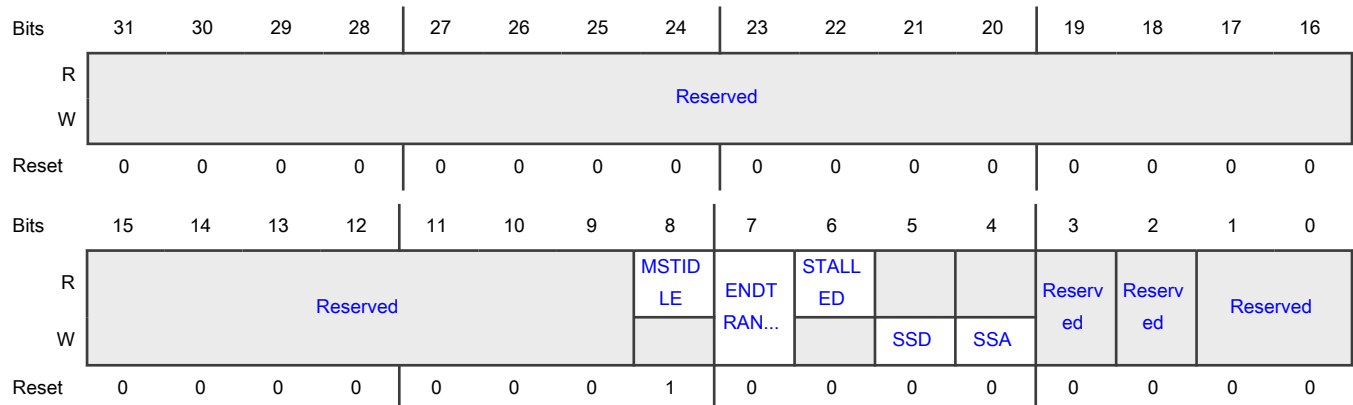 Bits 31 30 29 28 27 26 25 24 23 22 21 20 19 18 17 16
R
Reserved
W
Reset 0 0 0 0 0 0 0 0 0 0 0 0 0 0 0 0
Bits 15 14 13 12 11 10 9 8 7 6 5 4 3 2 1 0
R
W
Reserved
MSTID
LE
ENDT
RAN...
STALL
ED
SSD
SSA
Reserv
ed
Reserv
ed
Reserved
Reset 0 0 0 0 0 0 0 1 0 0 0 0 0 0 0 0